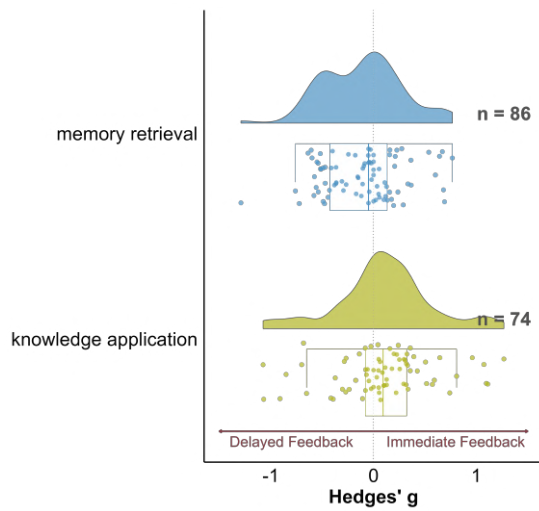 n = 86
memory retrieval
n = 74
knowledge application
Delayed Feedback Immediate Feedback
-1 0 1
Hedges' g